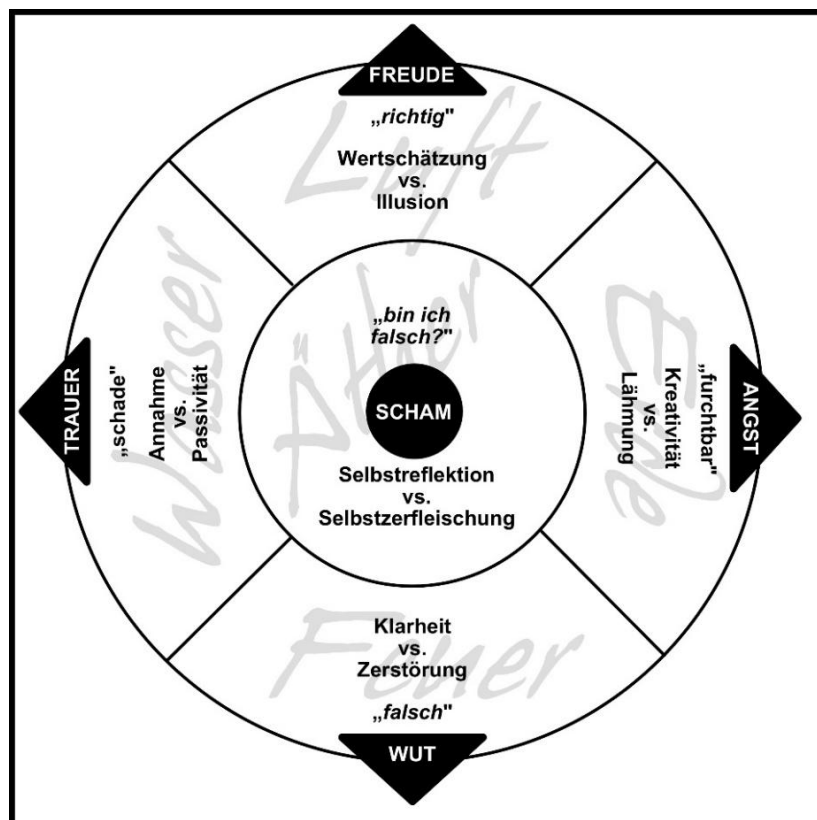 FREUDE
„richtig"
Wertschätzung
vs.
Illusion
Luft
TRAUER
„schade"
Annahme
vs.
Passivität
Wasser
„bin ich
falsch?"
SCHAM
Selbstreflektion
vs.
Selbstzerfleischung
Äther
ANGST
„furchtbar"
Kreativität
vs.
Lähmung
Erde
Klarheit
vs.
Zerstörung
„falsch"
WUT
Feuer